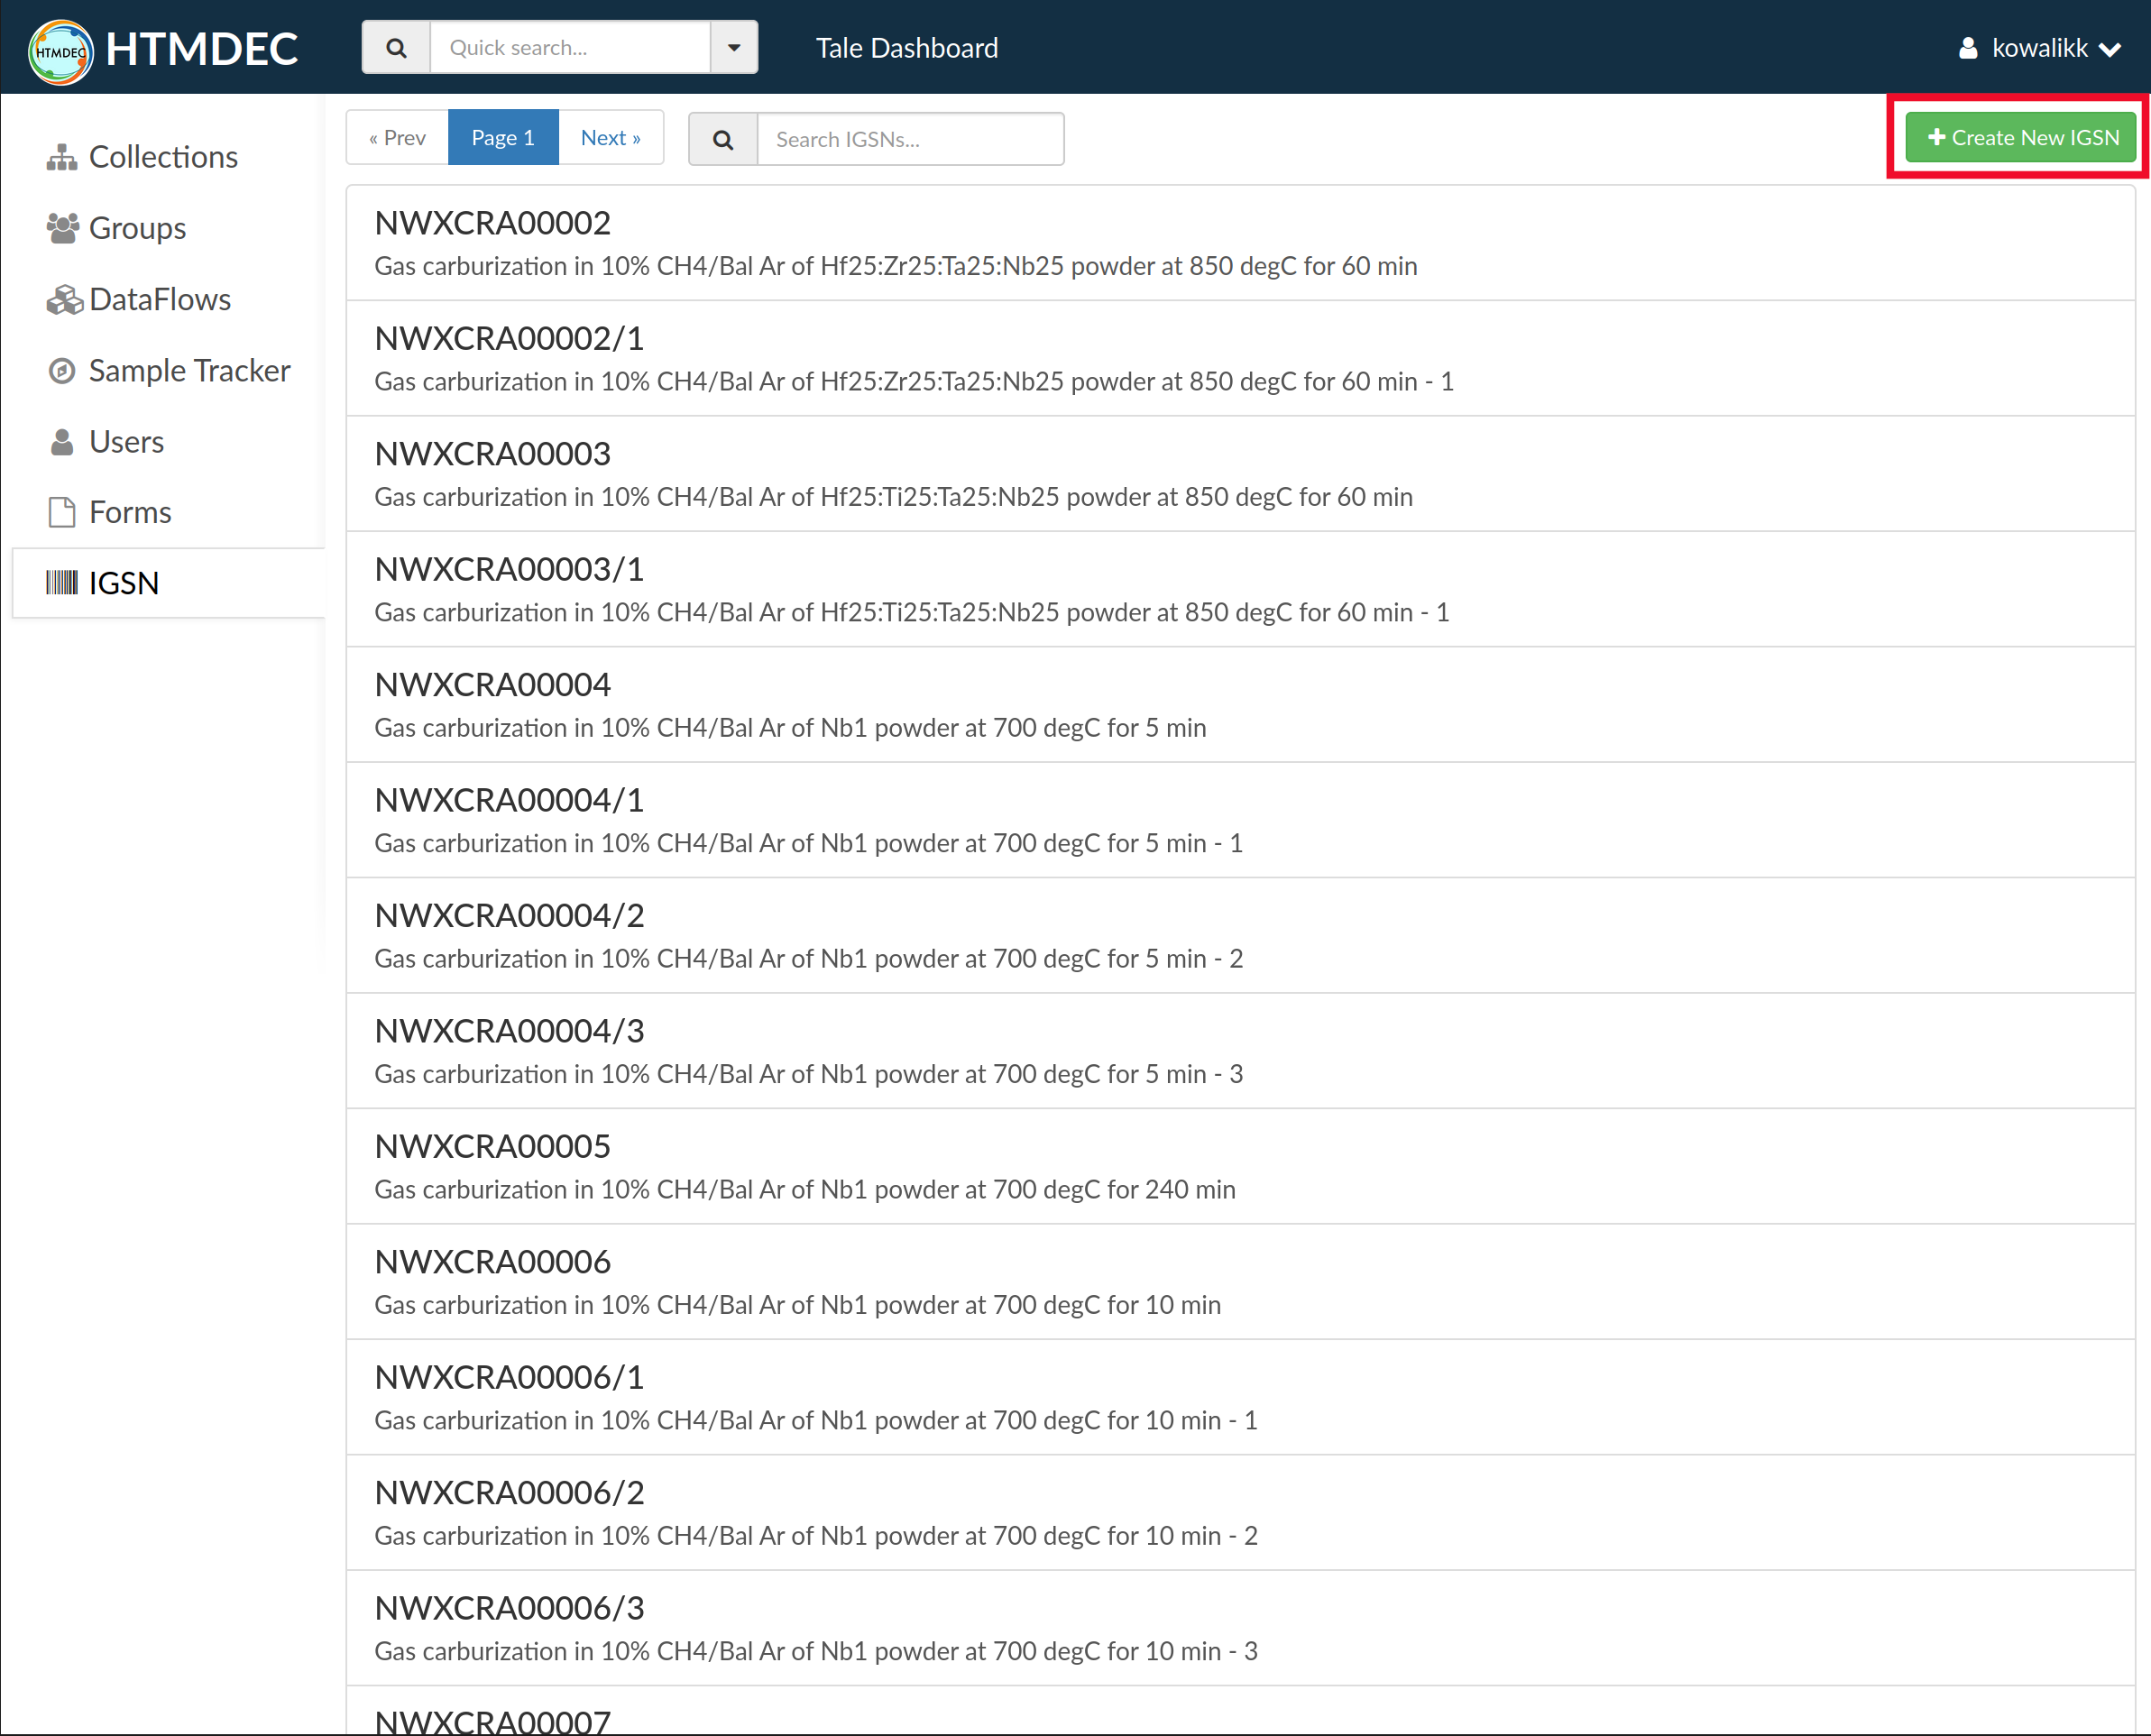 HTMDEC HTMDEC Quick search... Tale Dashboard kowalikk
« Prev Page 1 Next » Search IGSNs... Create New IGSN
Collections
Groups
DataFlows
Sample Tracker
Users
Forms
IGSN
NWXCRA00002
Gas carburization in 10% CH4/Bal Ar of Hf25:Zr25:Ta25:Nb25 powder at 850 degC for 60 min
NWXCRA00002/1
Gas carburization in 10% CH4/Bal Ar of Hf25:Zr25:Ta25:Nb25 powder at 850 degC for 60 min - 1
NWXCRA00003
Gas carburization in 10% CH4/Bal Ar of Hf25:Ti25:Ta25:Nb25 powder at 850 degC for 60 min
NWXCRA00003/1
Gas carburization in 10% CH4/Bal Ar of Hf25:Ti25:Ta25:Nb25 powder at 850 degC for 60 min - 1
NWXCRA00004
Gas carburization in 10% CH4/Bal Ar of Nb1 powder at 700 degC for 5 min
NWXCRA00004/1
Gas carburization in 10% CH4/Bal Ar of Nb1 powder at 700 degC for 5 min - 1
NWXCRA00004/2
Gas carburization in 10% CH4/Bal Ar of Nb1 powder at 700 degC for 5 min - 2
NWXCRA00004/3
Gas carburization in 10% CH4/Bal Ar of Nb1 powder at 700 degC for 5 min - 3
NWXCRA00005
Gas carburization in 10% CH4/Bal Ar of Nb1 powder at 700 degC for 240 min
NWXCRA00006
Gas carburization in 10% CH4/Bal Ar of Nb1 powder at 700 degC for 10 min
NWXCRA00006/1
Gas carburization in 10% CH4/Bal Ar of Nb1 powder at 700 degC for 10 min - 1
NWXCRA00006/2
Gas carburization in 10% CH4/Bal Ar of Nb1 powder at 700 degC for 10 min - 2
NWXCRA00006/3
Gas carburization in 10% CH4/Bal Ar of Nb1 powder at 700 degC for 10 min - 3
NWXCRA00007